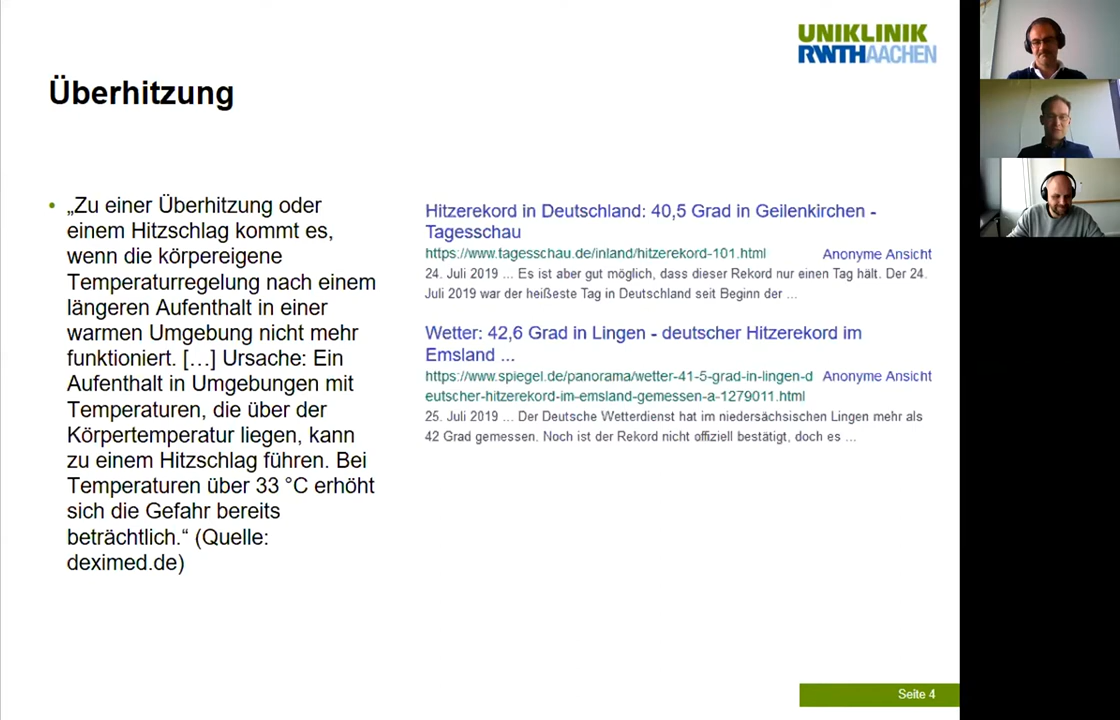 UNIKLINIK
RWTHAACHEN
Überhitzung
• „Zu einer Überhitzung oder
einem Hitzschlag kommt es,
wenn die körpereigene
Temperaturregelung nach einem
längeren Aufenthalt in einer
warmen Umgebung nicht mehr
funktioniert. […] Ursache: Ein
Aufenthalt in Umgebungen mit
Temperaturen, die über der
Körpertemperatur liegen, kann
zu einem Hitzschlag führen. Bei
Temperaturen über 33 °C erhöht
sich die Gefahr bereits
beträchtlich.“ (Quelle:
deximed.de)
Hitzerekord in Deutschland: 40,5 Grad in Geilenkirchen -
Tagesschau
https://www.tagesschau.de/inland/hitzerekord-101.html Anonyme Ansicht
24. Juli 2019 ... Es ist aber gut möglich, dass dieser Rekord nur einen Tag hält. Der 24.
Juli 2019 war der heißeste Tag in Deutschland seit Beginn der ...
Wetter: 42,6 Grad in Lingen - deutscher Hitzerekord im
Emsland ...
https://www.spiegel.de/panorama/wetter-41-5-grad-in-lingen-d Anonyme Ansicht
eutscher-hitzerekord-im-emsland-gemessen-a-1279011.html
25. Juli 2019 ... Der Deutsche Wetterdienst hat im niedersächsischen Lingen mehr als
42 Grad gemessen. Noch ist der Rekord nicht offiziell bestätigt, doch es ...
Seite 4